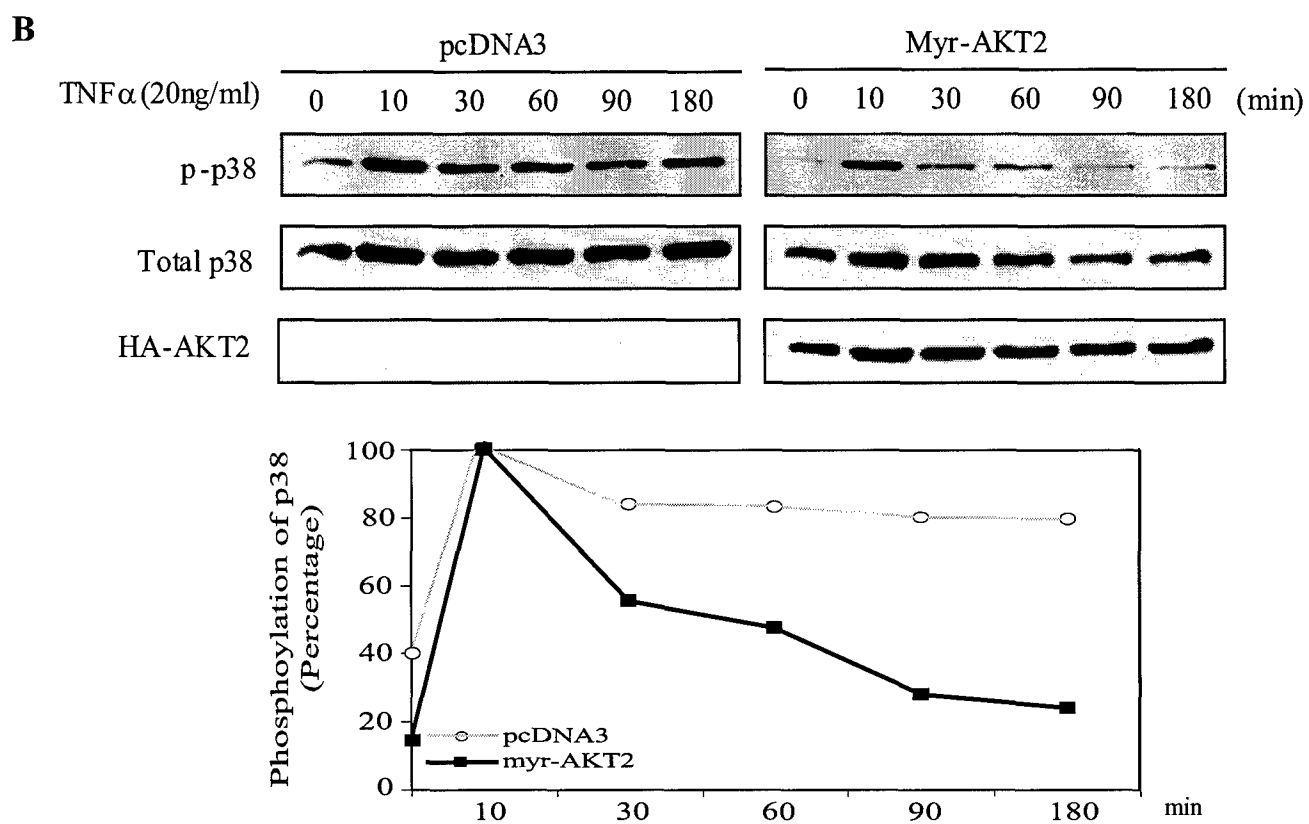 B
pcDNA3
Myr-AKT2
TNFα (20ng/ml) 0 10 30 60 90 180 0 10 30 60 90 180 (min)
p-p38
Total p38
HA-AKT2
Phosphoylation of p38
(Percentage)
100
80
60
40
20
0
pcDNA3
myr-AKT2
10 30 60 90 180 min